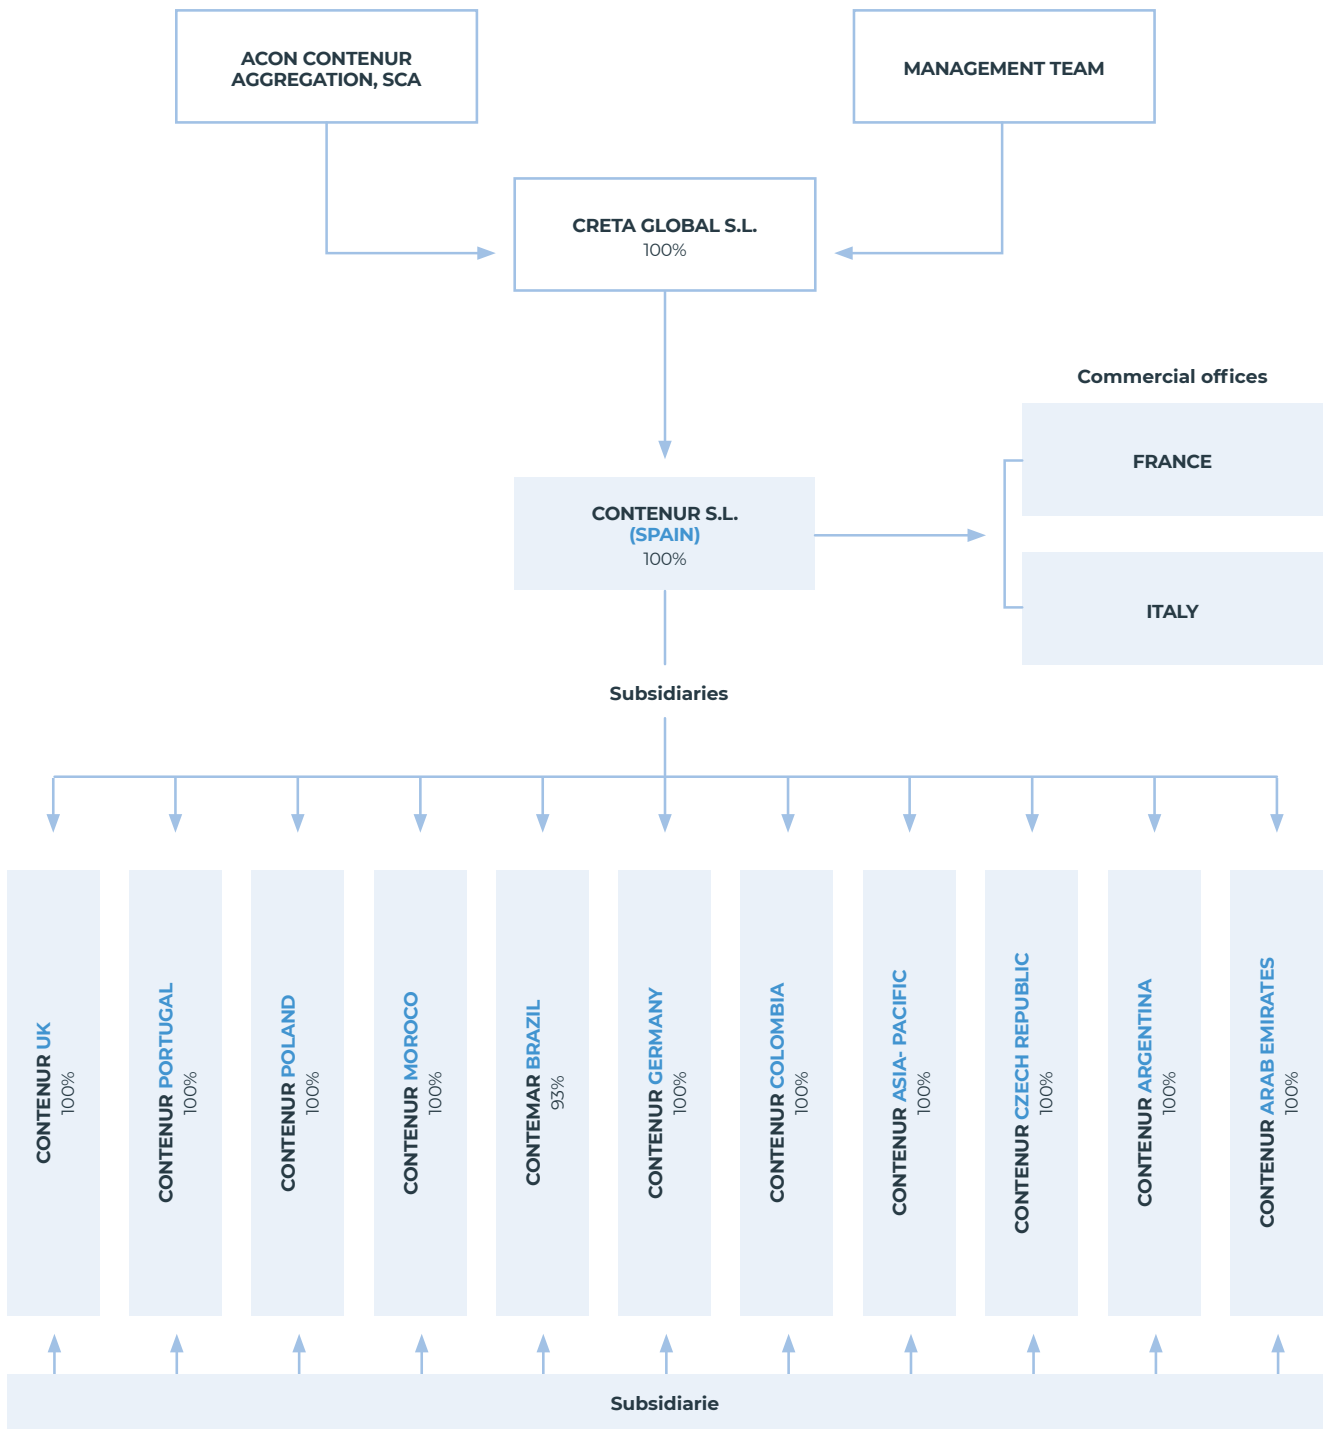 ACON CONTENUR
AGGREGATION, SCA
MANAGEMENT TEAM
CRETA GLOBAL S.L.
100%
Commercial offices
FRANCE
CONTENUR S.L.
(SPAIN)
100%
ITALY
Subsidiaries
CONTENUR UK
100%
CONTENUR PORTUGAL
100%
CONTENUR POLAND
100%
CONTENUR MOROCO
100%
CONTEMAR BRAZIL
93%
CONTENUR GERMANY
100%
CONTENUR COLOMBIA
100%
CONTENUR ASIA- PACIFIC
100%
CONTENUR CZECH REPUBLIC
100%
CONTENUR ARGENTINA
100%
CONTENUR ARAB EMIRATES
100%
Subsidiarie